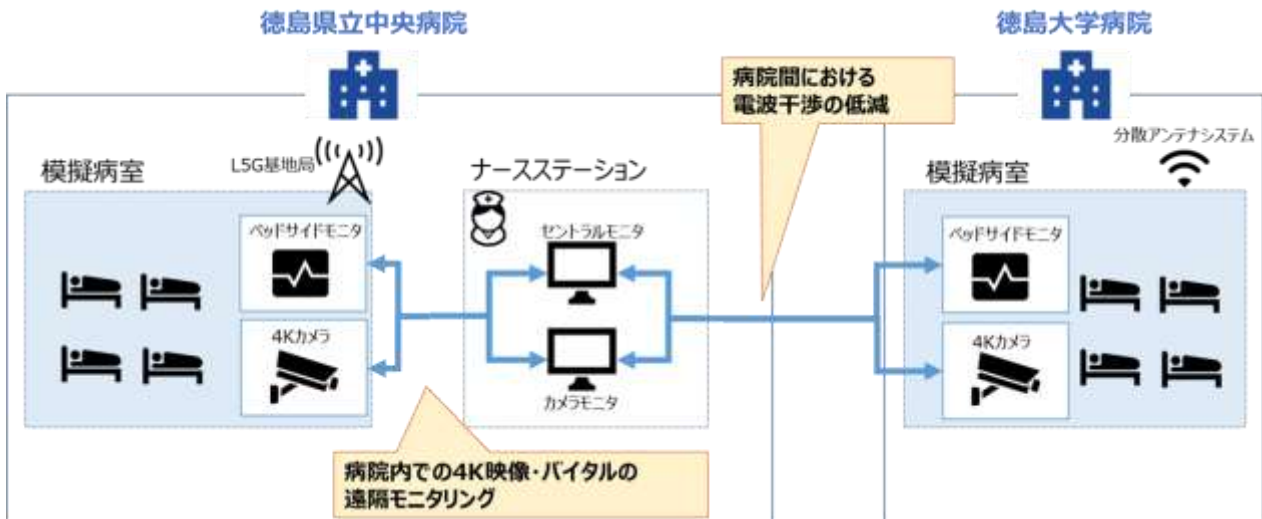 徳島県立中央病院
徳島大学病院
病院間における
電波干渉の低減
模擬病室
L5G基地局
ナースステーション
模擬病室
分散アンテナシステム
ベッドサイドモニタ
セントラルモニタ
ベッドサイドモニタ
4Kカメラ
カメラモニタ
4Kカメラ
病院内での4K映像・バイタルの
遠隔モニタリング